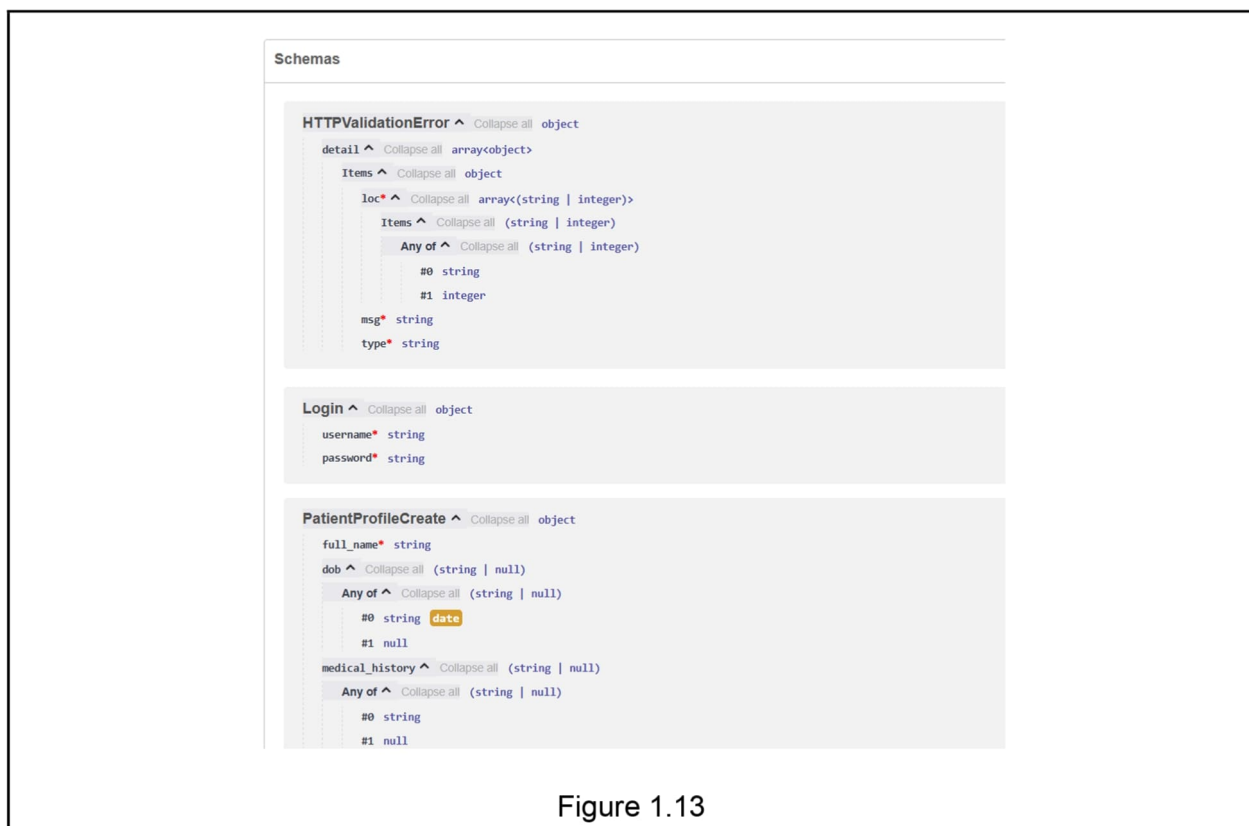 Schemas
HTTPValidationError ^ Collapse all object
detail ^ Collapse all array<object>
Items ^ Collapse all object
loc* ^ Collapse all array<(string | integer)>
Items ^ Collapse all (string | integer)
Any of ^ Collapse all (string | integer)
#0 string
#1 integer
msg* string
type* string
Login ^ Collapse all object
username* string
password* string
PatientProfileCreate ^ Collapse all object
full_name* string
dob ^ Collapse all (string | null)
Any of ^ Collapse all (string | null)
#0 string date
#1 null
medical_history ^ Collapse all (string | null)
Any of ^ Collapse all (string | null)
#0 string
#1 null
Figure 1.13